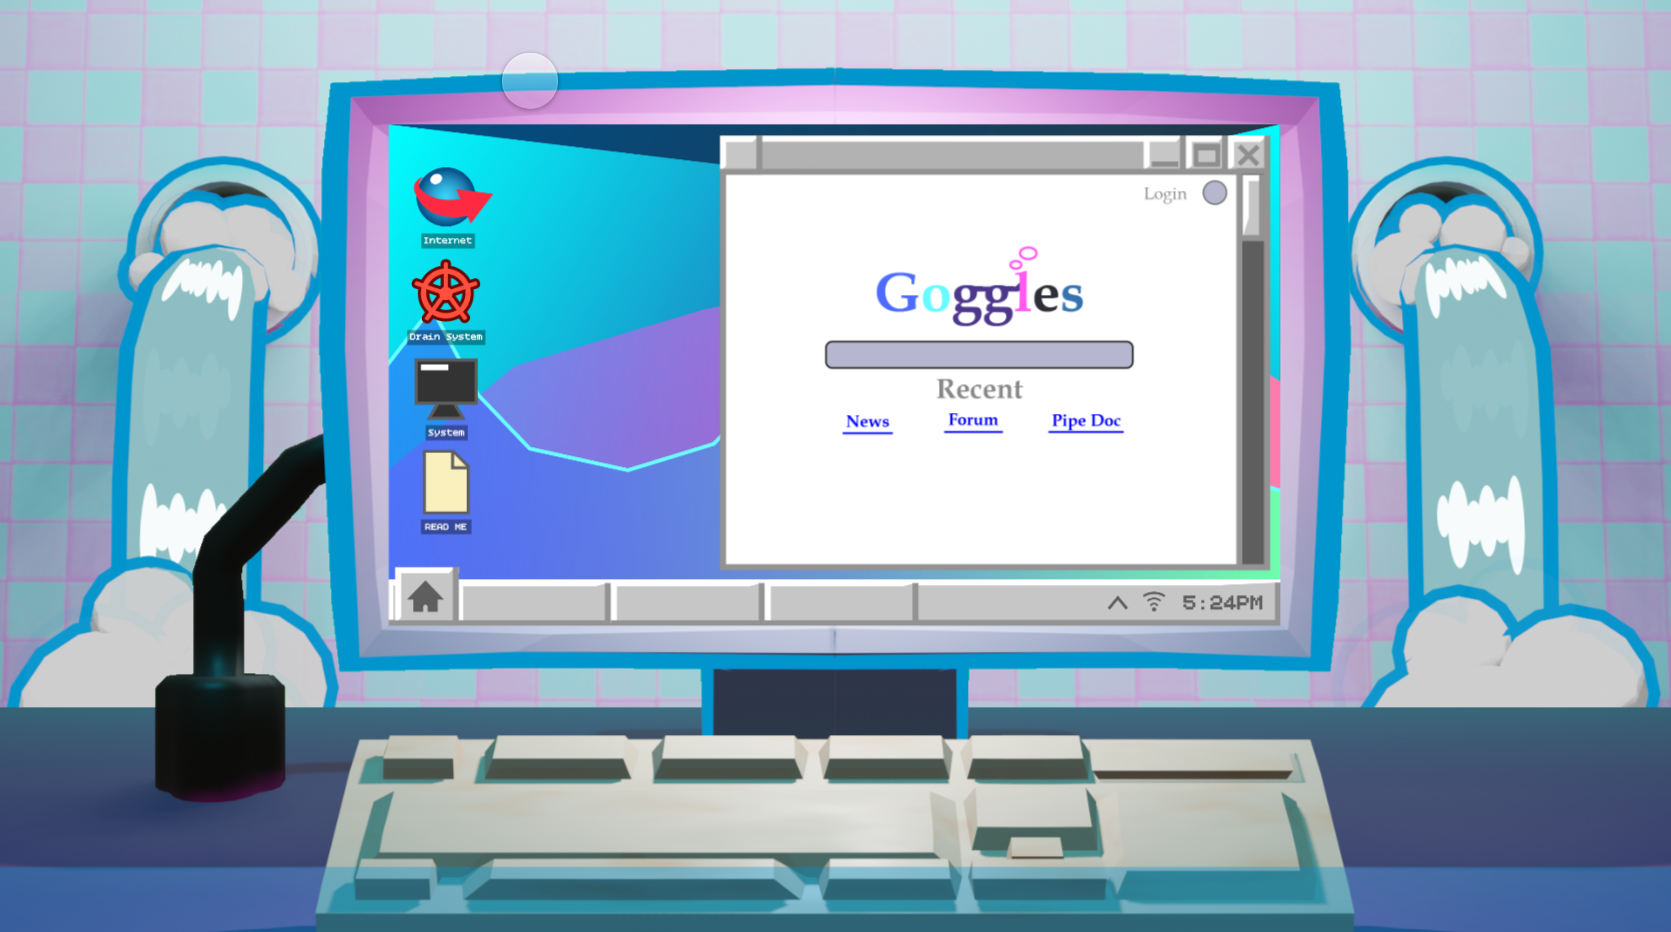 Internet
Drain System
System
READ ME
Login
Goggles
Recent
News Forum Pipe Doc
5:24PM